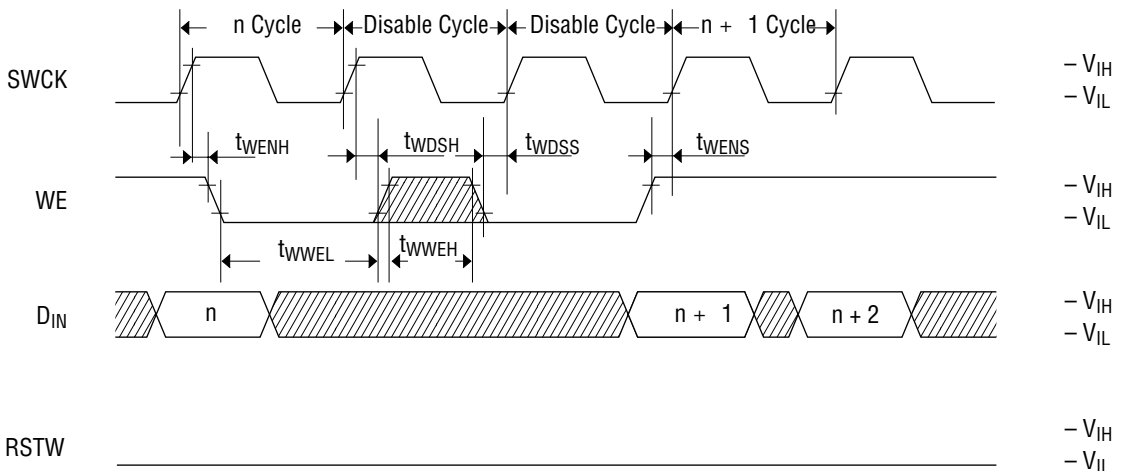 n Cycle Disable Cycle Disable Cycle n + 1 Cycle
SWCK
– VIH
– VIL
tWENH tWDSH tWDSS tWENS
WE
– VIH
– VIL
tWWEL tWWEH
DIN
n n + 1 n + 2
– VIH
– VIL
RSTW
– VIH
– VIL